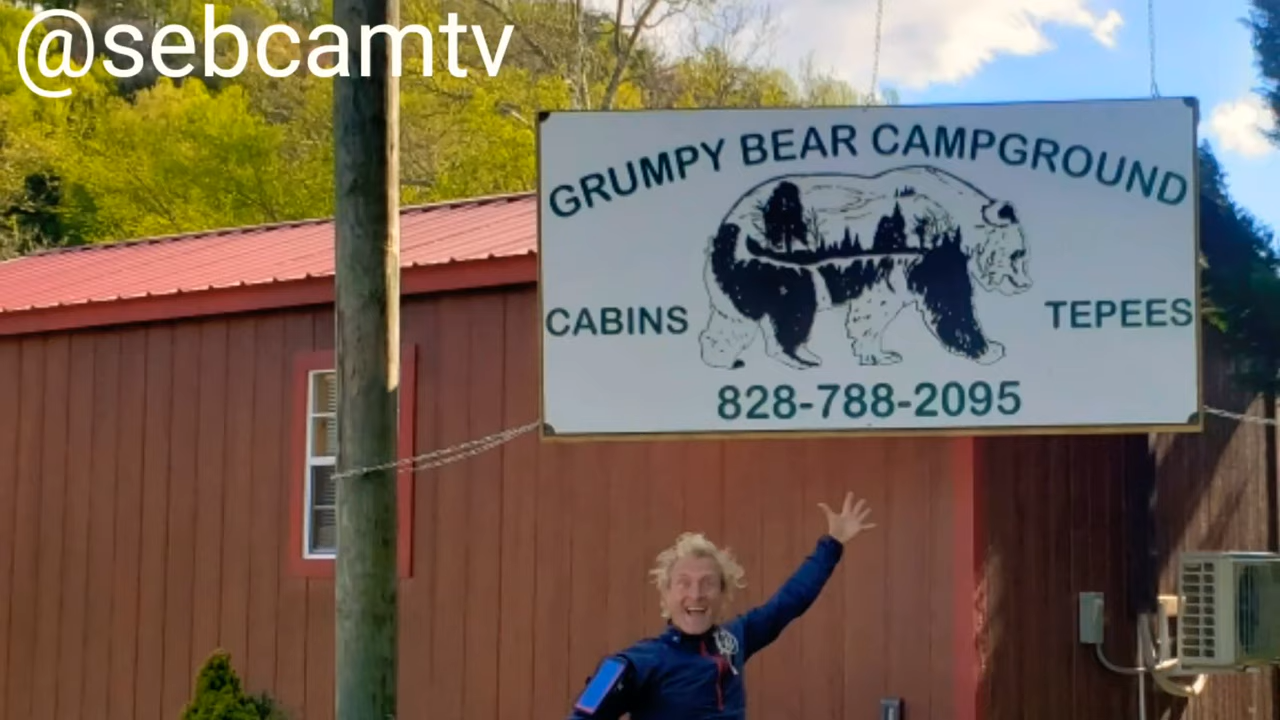 @sebcamtv
GRUMPY BEAR CAMPGROUND
CABINS
TEPEES
828-788-2095